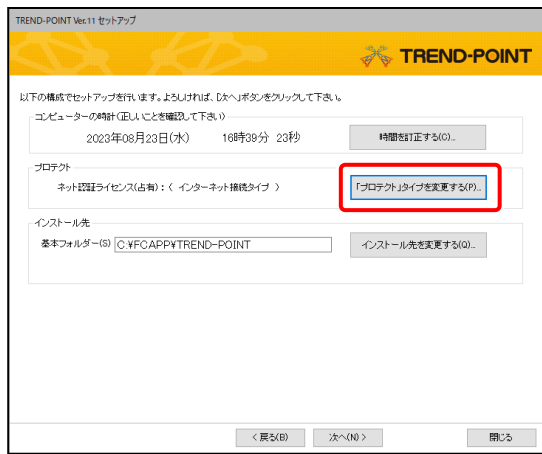 TREND-POINT Ver.11 セットアップ
TREND-POINT
以下の構成でセットアップを行います。よろしければ、[次へ]ボタンをクリックして下さい。
コンピューターの時計(正しいことを確認して下さい)
2023年08月23日(水) 16時39分 23秒 時間を訂正する(C)...
プロテクト
ネット認証ライセンス(占有):( インターネット接続タイプ ) 「プロテクト」タイプを変更する(P)...
インストール先
基本フォルダー(S) C:¥FCAPP¥TREND-POINT インストール先を変更する(Q)...
< 戻る(B) 次へ(N) > 閉じる